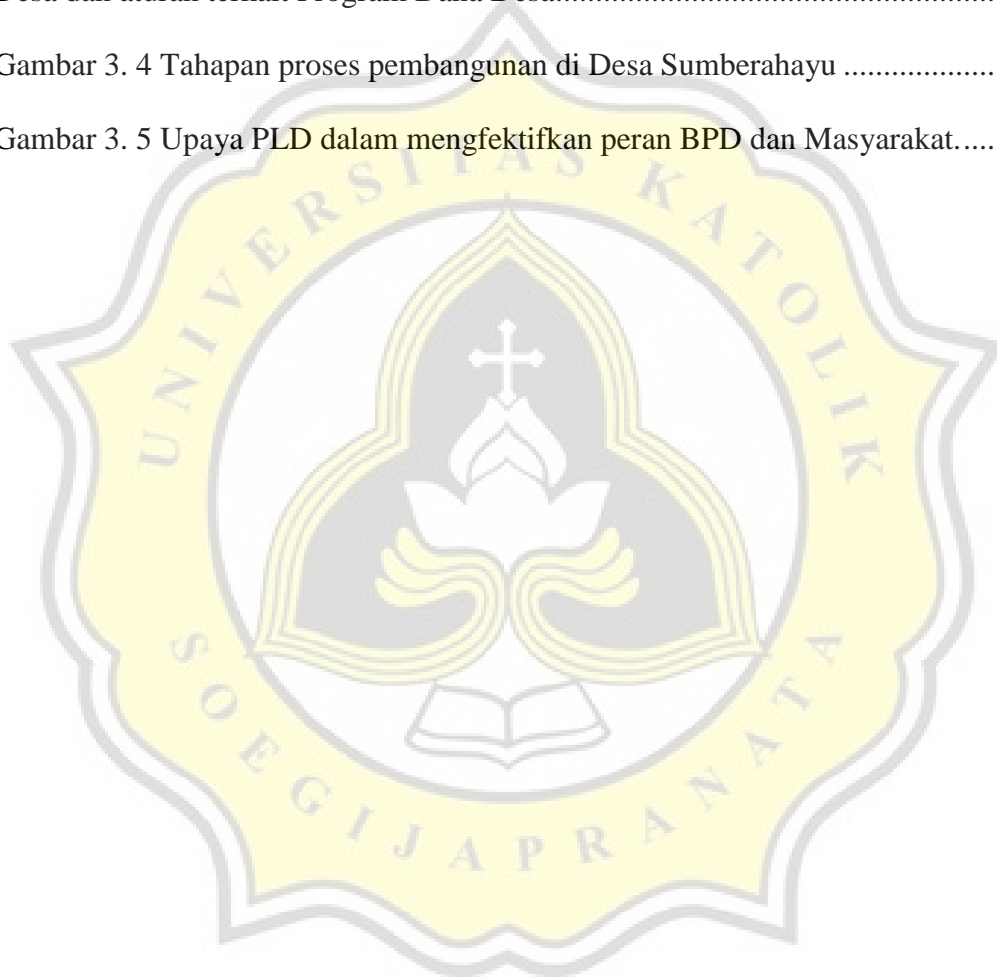 Desa dan aturan terkait Program Dana Desa..........................................................
Gambar 3. 4 Tahapan proses pembangunan di Desa Sumberahayu ...................
Gambar 3. 5 Upaya PLD dalam mengfektifkan peran BPD dan Masyarakat.....
UNIVERSITAS KATOLIK
SOEGIJAPRANATA